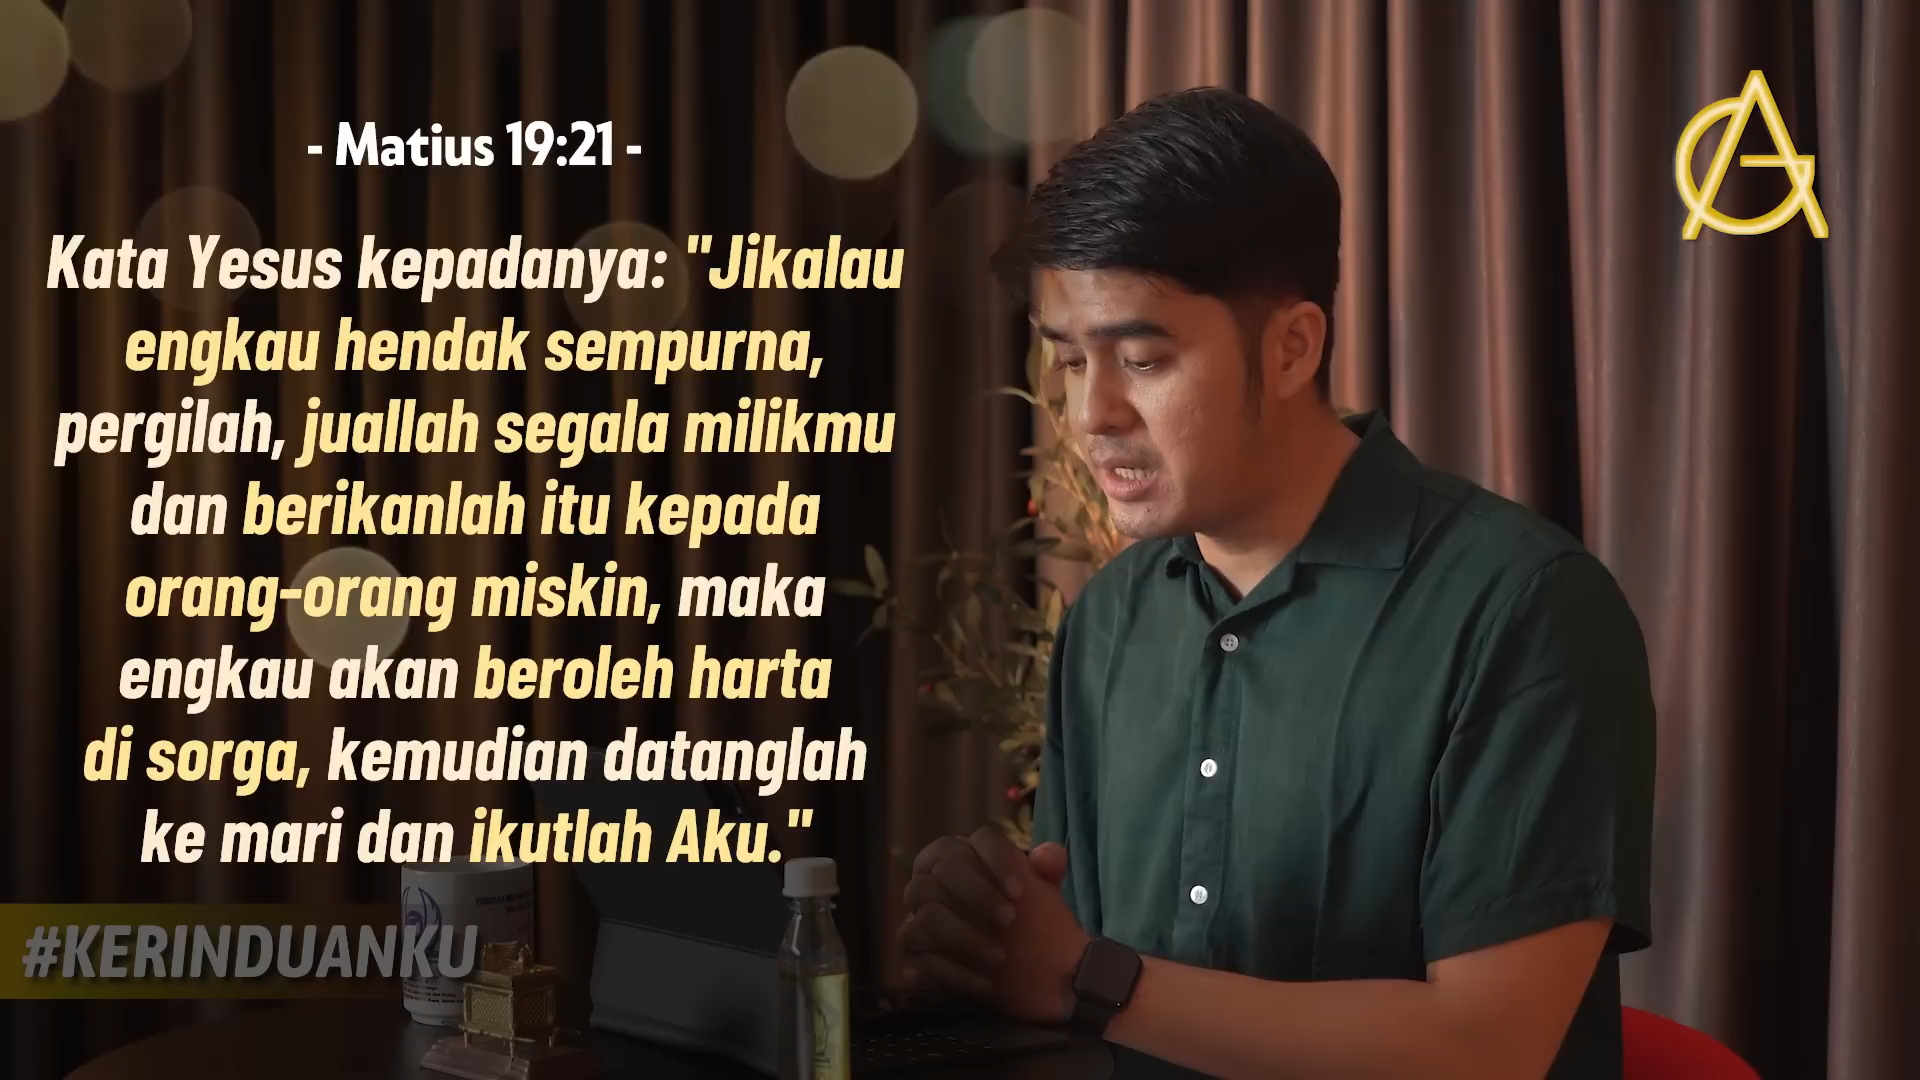 - Matius 19:21 -
Kata Yesus kepadanya: "Jikalau
engkau hendak sempurna,
pergilah, juallah segala milikmu
dan berikanlah itu kepada
orang-orang miskin, maka
engkau akan beroleh harta
di sorga, kemudian datanglah
ke mari dan ikutlah Aku."
#KERINDUANKU